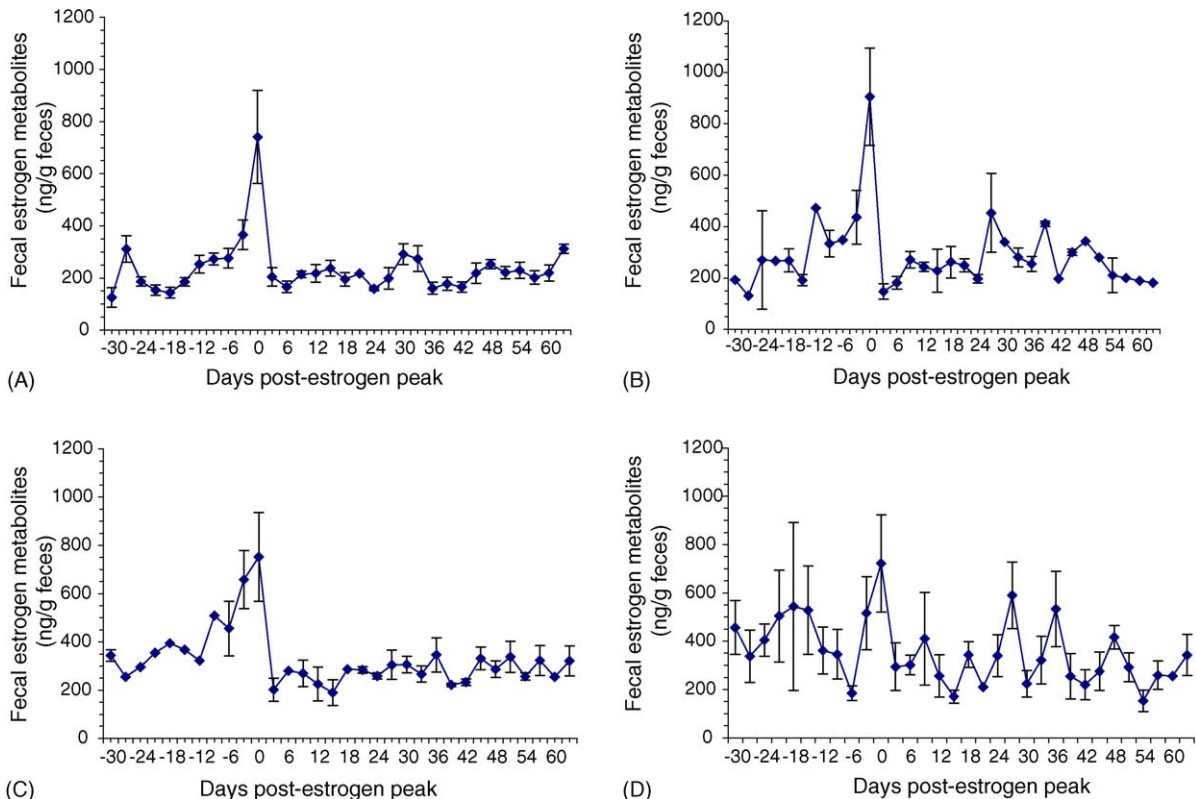 1200
1000
800
600
400
200
0
Fecal estrogen metabolites
(ng/g feces)
-30 -24 -18 -12 -6 0 6 12 18 24 30 36 42 48 54 60
Days post-estrogen peak
(A)
1200
1000
800
600
400
200
0
Fecal estrogen metabolites
(ng/g feces)
-30 -24 -18 -12 -6 0 6 12 18 24 30 36 42 48 54 60
Days post-estrogen peak
(B)
1200
1000
800
600
400
200
0
Fecal estrogen metabolites
(ng/g feces)
-30 -24 -18 -12 -6 0 6 12 18 24 30 36 42 48 54 60
Days post-estrogen peak
(C)
1200
1000
800
600
400
200
0
Fecal estrogen metabolites
(ng/g feces)
-30 -24 -18 -12 -6 0 6 12 18 24 30 36 42 48 54 60
Days post-estrogen peak
(D)